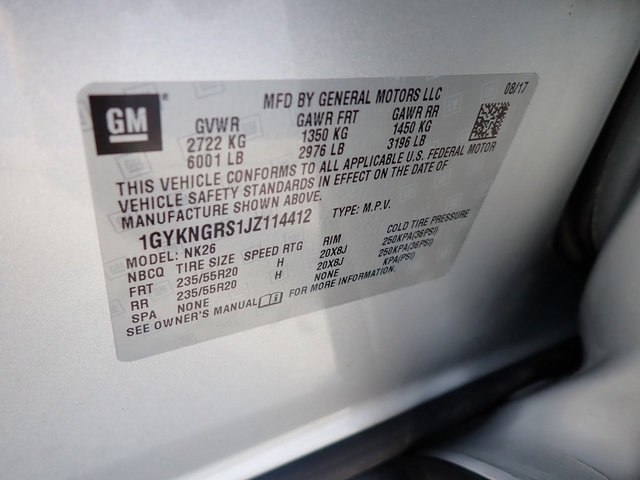 GM
MFD BY GENERAL MOTORS LLC
08/17
GVWR GAWR FRT GAWR RR
2722 KG 1350 KG 1450 KG
6001 LB 2976 LB 3196 LB
THIS VEHICLE CONFORMS TO ALL APPLICABLE U.S. FEDERAL MOTOR
VEHICLE SAFETY STANDARDS IN EFFECT ON THE DATE OF
MANUFACTURE SHOWN ABOVE.
1GYKNGRS1JZ114412 TYPE: M.P.V.
MODEL: NK26
NBCQ TIRE SIZE SPEED RTG RIM COLD TIRE PRESSURE
FRT 235/55R20 H 20X8J 250KPA(36PSI)
RR 235/55R20 H 20X8J 250KPA(36PSI)
SPA NONE NONE KPA(PSI)
SEE OWNER'S MANUAL FOR MORE INFORMATION.